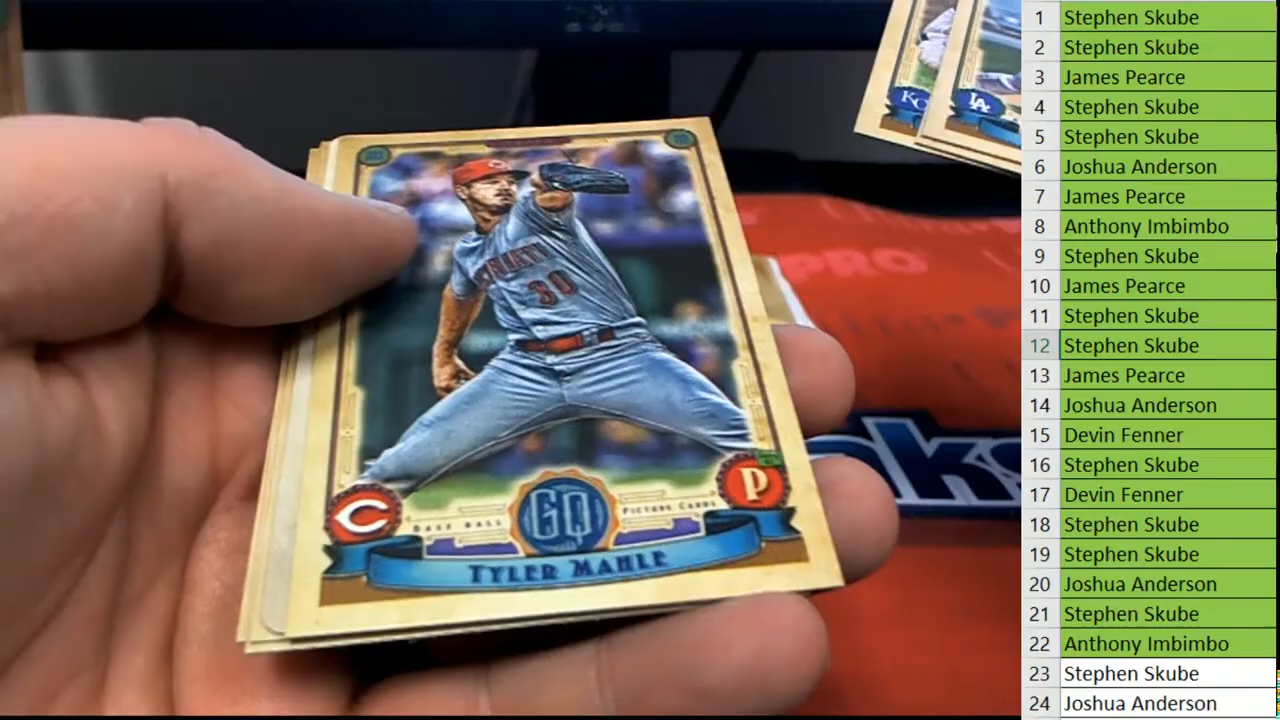 KC
LA
PRO
CINCINNATI
30
C
P
GQ
BASE BALL
PICTURE CARDS
TYLER MAHLE
1 Stephen Skube
2 Stephen Skube
3 James Pearce
4 Stephen Skube
5 Stephen Skube
6 Joshua Anderson
7 James Pearce
8 Anthony Imbimbo
9 Stephen Skube
10 James Pearce
11 Stephen Skube
12 Stephen Skube
13 James Pearce
14 Joshua Anderson
15 Devin Fenner
16 Stephen Skube
17 Devin Fenner
18 Stephen Skube
19 Stephen Skube
20 Joshua Anderson
21 Stephen Skube
22 Anthony Imbimbo
23 Stephen Skube
24 Joshua Anderson